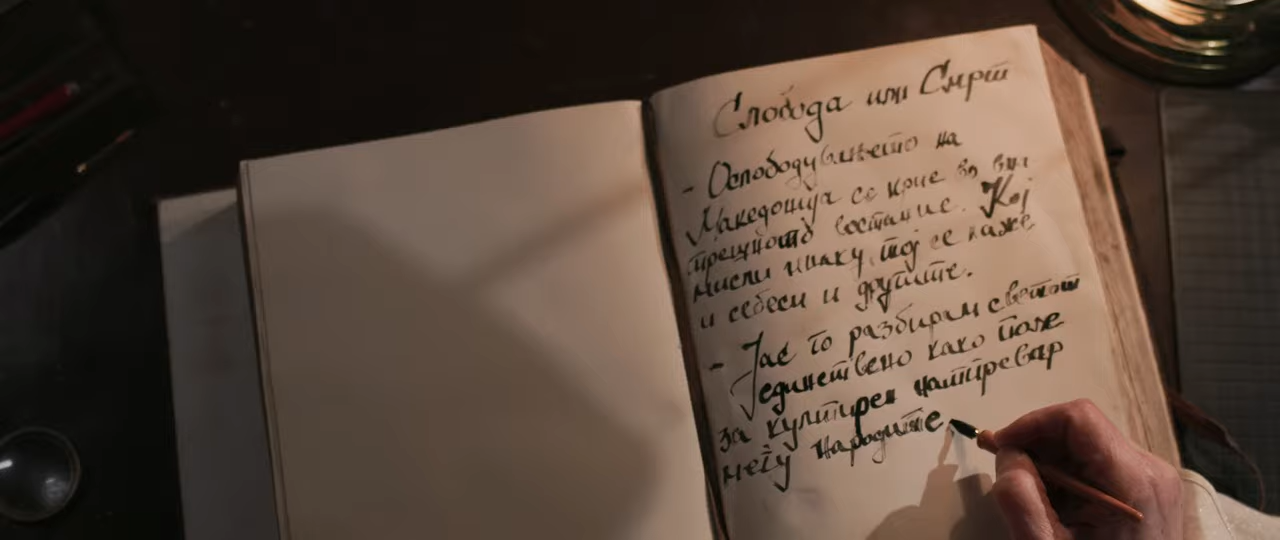 Слобода или Смрт
- Ослободувањето на
Македонија се крие во вна
трешното востание. Кој
мисли инаку, тој се лаже
и себеси и другите.
- Јас го разбирам светот
единствено како поле
за културен натпревар
меѓу народите